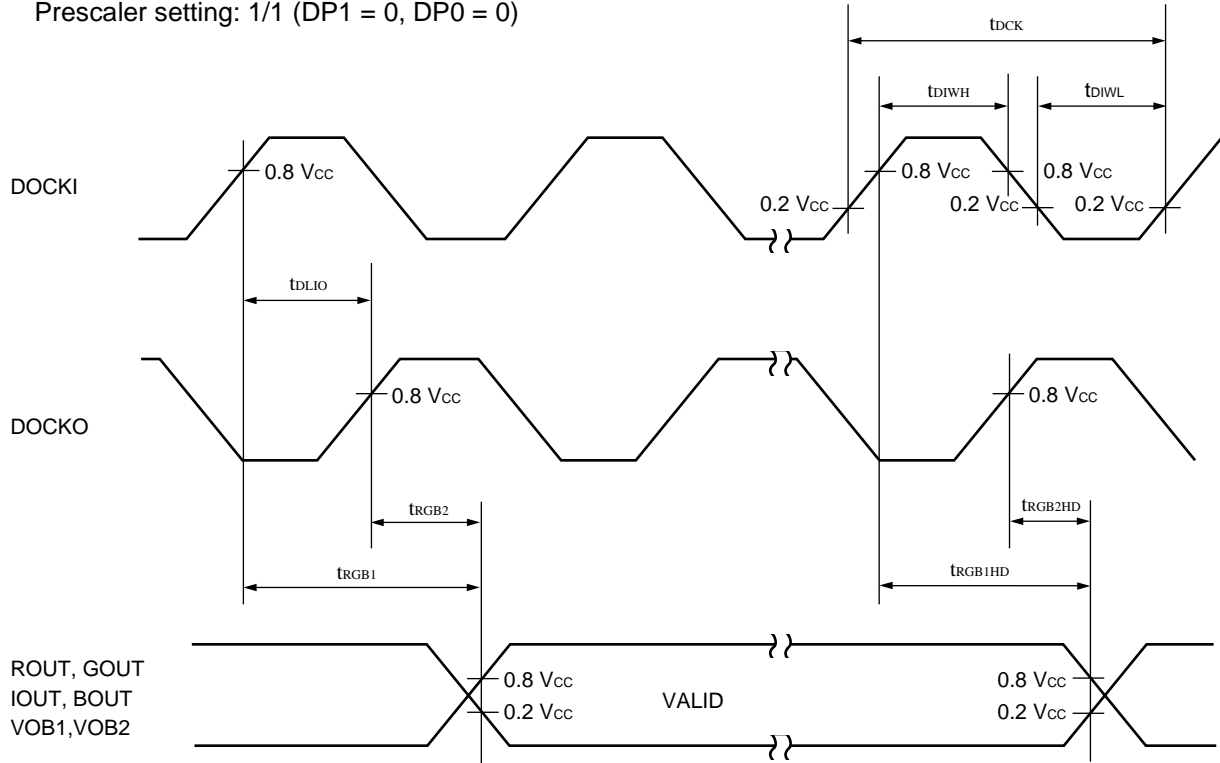 Prescaler setting: 1/1 (DP1 = 0, DP0 = 0)
tDCK
tDIWH
tDIWL
DOCKI
0.8 VCC
0.8 VCC
0.8 VCC
0.2 VCC
0.2 VCC
0.2 VCC
tDLIO
DOCKO
0.8 VCC
0.8 VCC
tRGB2
tRGB2HD
tRGB1
tRGB1HD
ROUT, GOUT
IOUT, BOUT
VOB1,VOB2
0.8 VCC
0.2 VCC
VALID
0.8 VCC
0.2 VCC